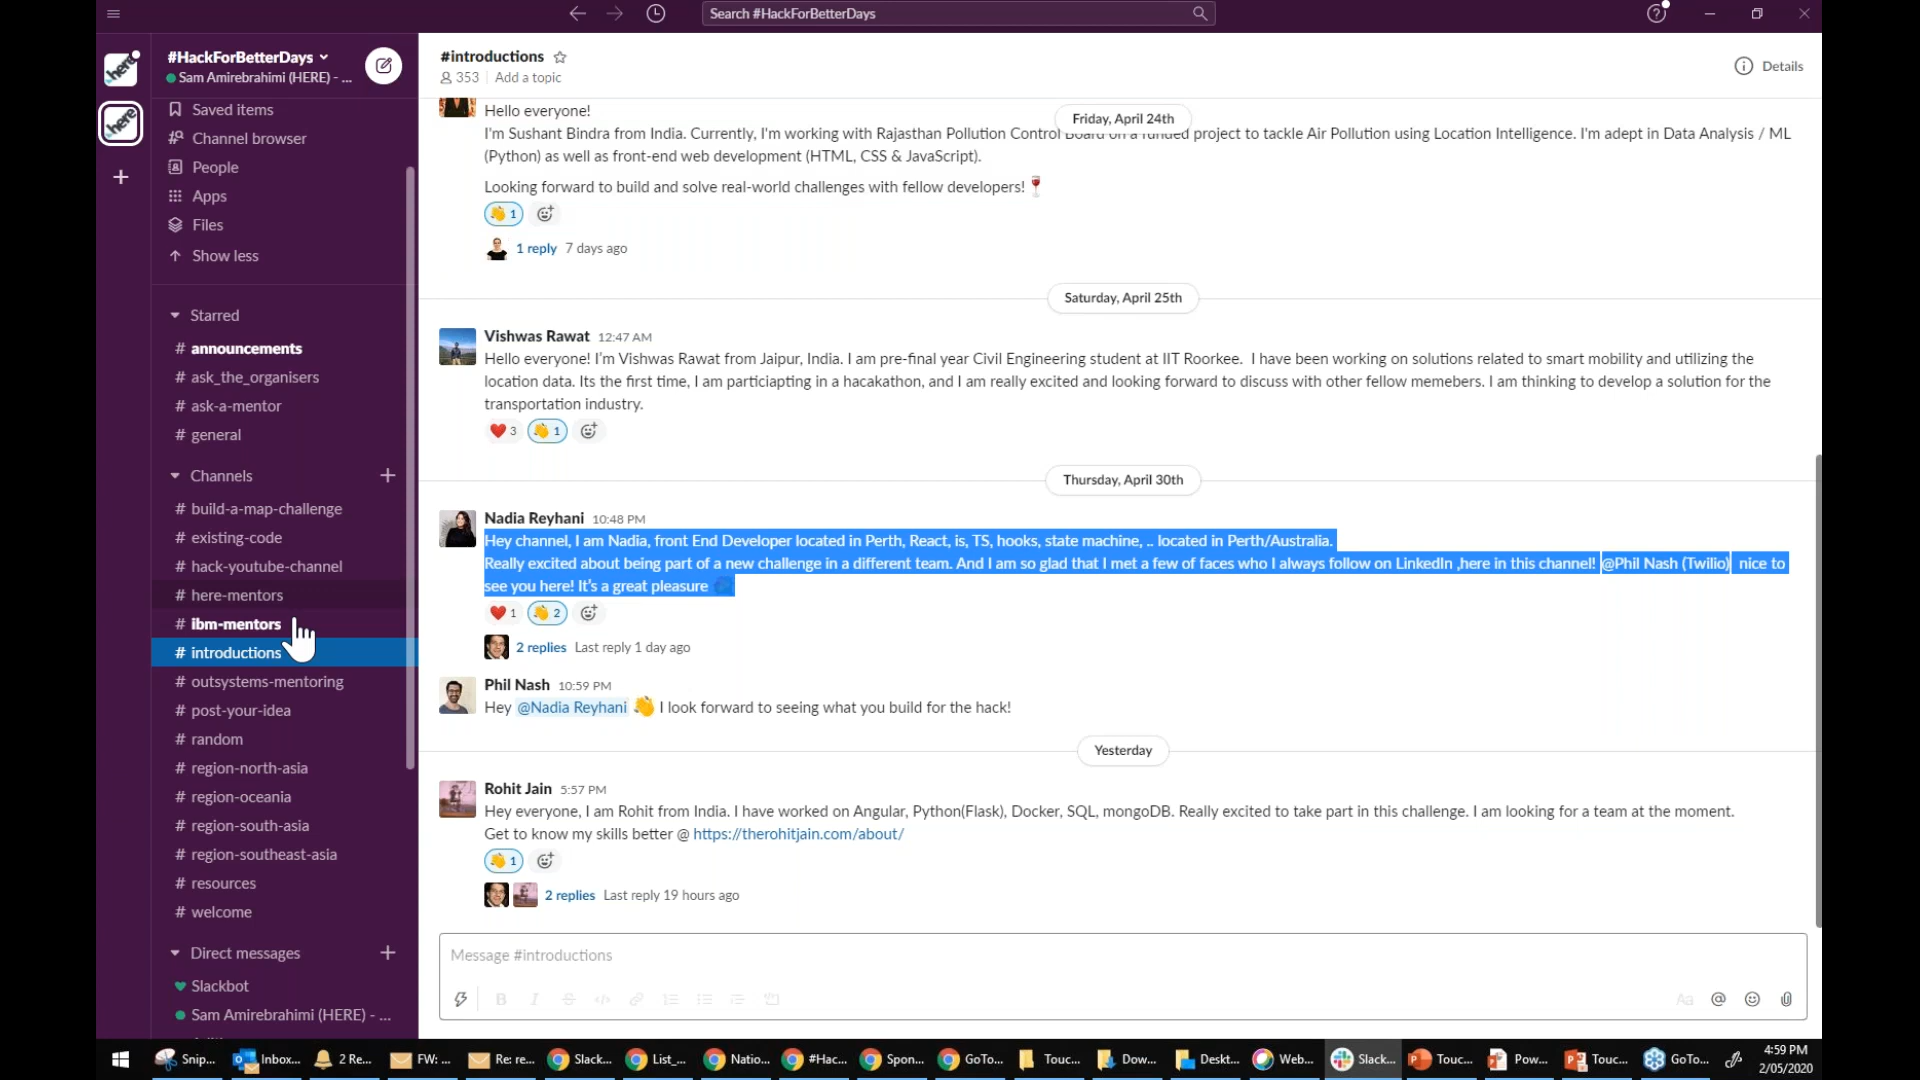 Search #HackForBetterDays
#HackForBetterDays
Sam Amirebrahimi (HERE) - ...
here
here
Saved items
Channel browser
People
Apps
Files
Show less
Starred
# announcements
# ask_the_organisers
# ask-a-mentor
# general
Channels
# build-a-map-challenge
# existing-code
# hack-youtube-channel
# here-mentors
# ibm-mentors
# introductions
# outsystems-mentoring
# post-your-idea
# random
# region-north-asia
# region-oceania
# region-south-asia
# region-southeast-asia
# resources
# welcome
Direct messages
Slackbot
Sam Amirebrahimi (HERE) - ...
#introductions
353 Add a topic
Details
Friday, April 24th
Hello everyone!
I'm Sushant Bindra from India. Currently, I'm working with Rajasthan Pollution Control Board on a funded project to tackle Air Pollution using Location Intelligence. I'm adept in Data Analysis / ML
(Python) as well as front-end web development (HTML, CSS & JavaScript).
Looking forward to build and solve real-world challenges with fellow developers!
1
1 reply 7 days ago
Saturday, April 25th
Vishwas Rawat 12:47 AM
Hello everyone! I'm Vishwas Rawat from Jaipur, India. I am pre-final year Civil Engineering student at IIT Roorkee. I have been working on solutions related to smart mobility and utilizing the
location data. Its the first time, I am particiapting in a hacakathon, and I am really excited and looking forward to discuss with other fellow memebers. I am thinking to develop a solution for the
transportation industry.
3 1
Thursday, April 30th
Nadia Reyhani 10:48 PM
Hey channel, I am Nadia, front End Developer located in Perth, React, is, TS, hooks, state machine, .. located in Perth/Australia.
Really excited about being part of a new challenge in a different team. And I am so glad that I met a few of faces who I always follow on LinkedIn ,here in this channel! @Phil Nash (Twilio) nice to
see you here! It's a great pleasure
1 2
2 replies Last reply 1 day ago
Phil Nash 10:59 PM
Hey @Nadia Reyhani I look forward to seeing what you build for the hack!
Yesterday
Rohit Jain 5:57 PM
Hey everyone, I am Rohit from India. I have worked on Angular, Python(Flask), Docker, SQL, mongoDB. Really excited to take part in this challenge. I am looking for a team at the moment.
Get to know my skills better @ https://therohitjain.com/about/
1
2 replies Last reply 19 hours ago
Message #introductions
B I S Aa @
Snip... Inbox... 2 Re... FW: ... Re: re... Slack... List_... Natio... #Hac... Spon... GoTo... Touc... Dow... Deskt... Web... Slack... Touc... Pow... Touc... GoTo... 4:59 PM
2/05/2020